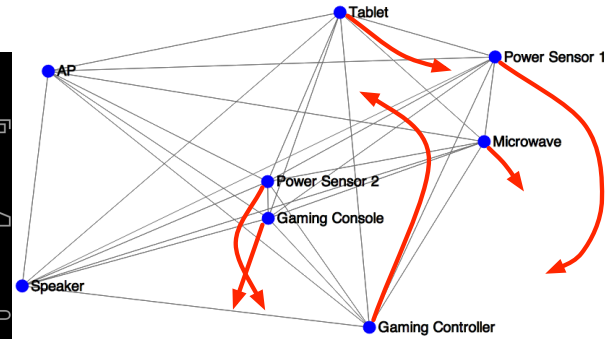 Tablet
Power Sensor 1
AP
Microwave
Power Sensor 2
Gaming Console
Speaker
Gaming Controller